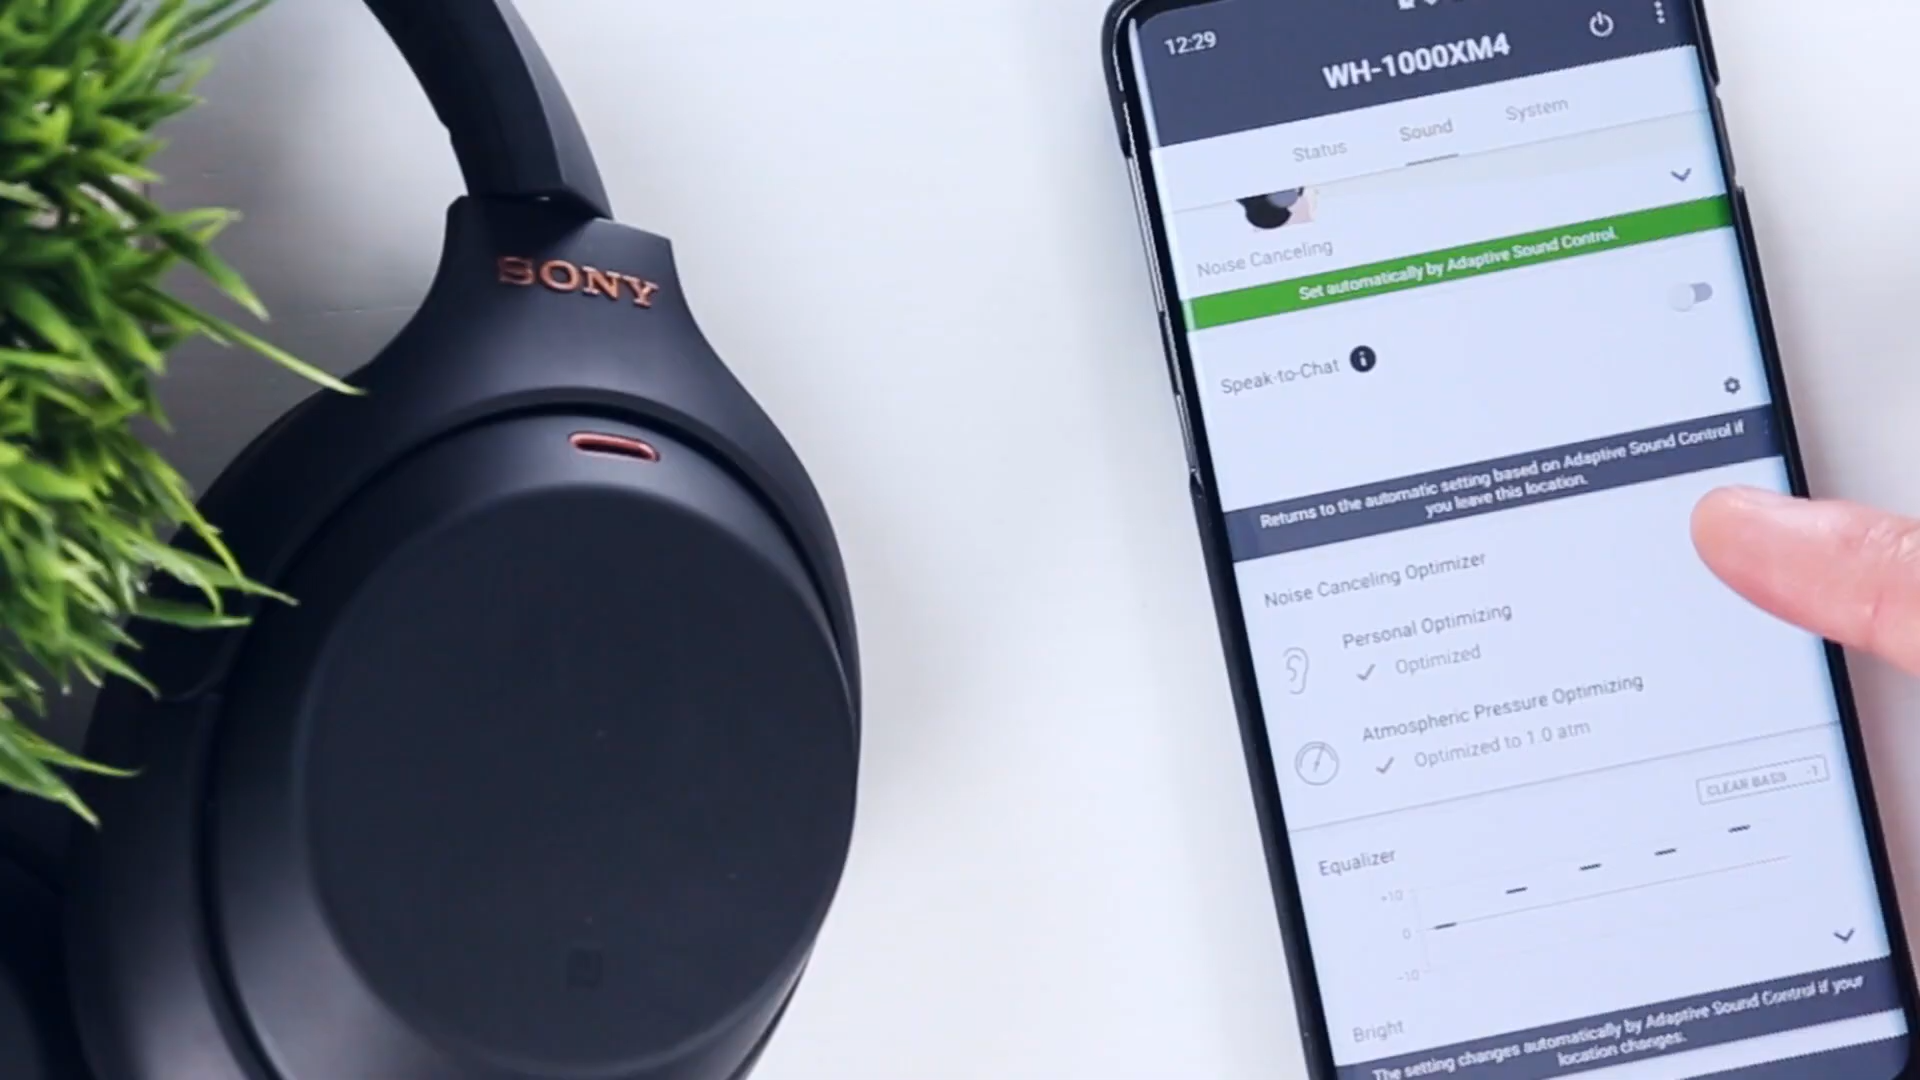 SONY
12:29
WH-1000XM4
Status
Sound
System
Noise Canceling
Set automatically by Adaptive Sound Control.
Speak-to-Chat
Returns to the automatic setting based on Adaptive Sound Control if
you leave this location.
Noise Canceling Optimizer
Personal Optimizing
Optimized
Atmospheric Pressure Optimizing
Optimized to 1.0 atm
CLEAR BASS -1
Equalizer
+10
0
-10
Bright
The setting changes automatically by Adaptive Sound Control if your
location changes.